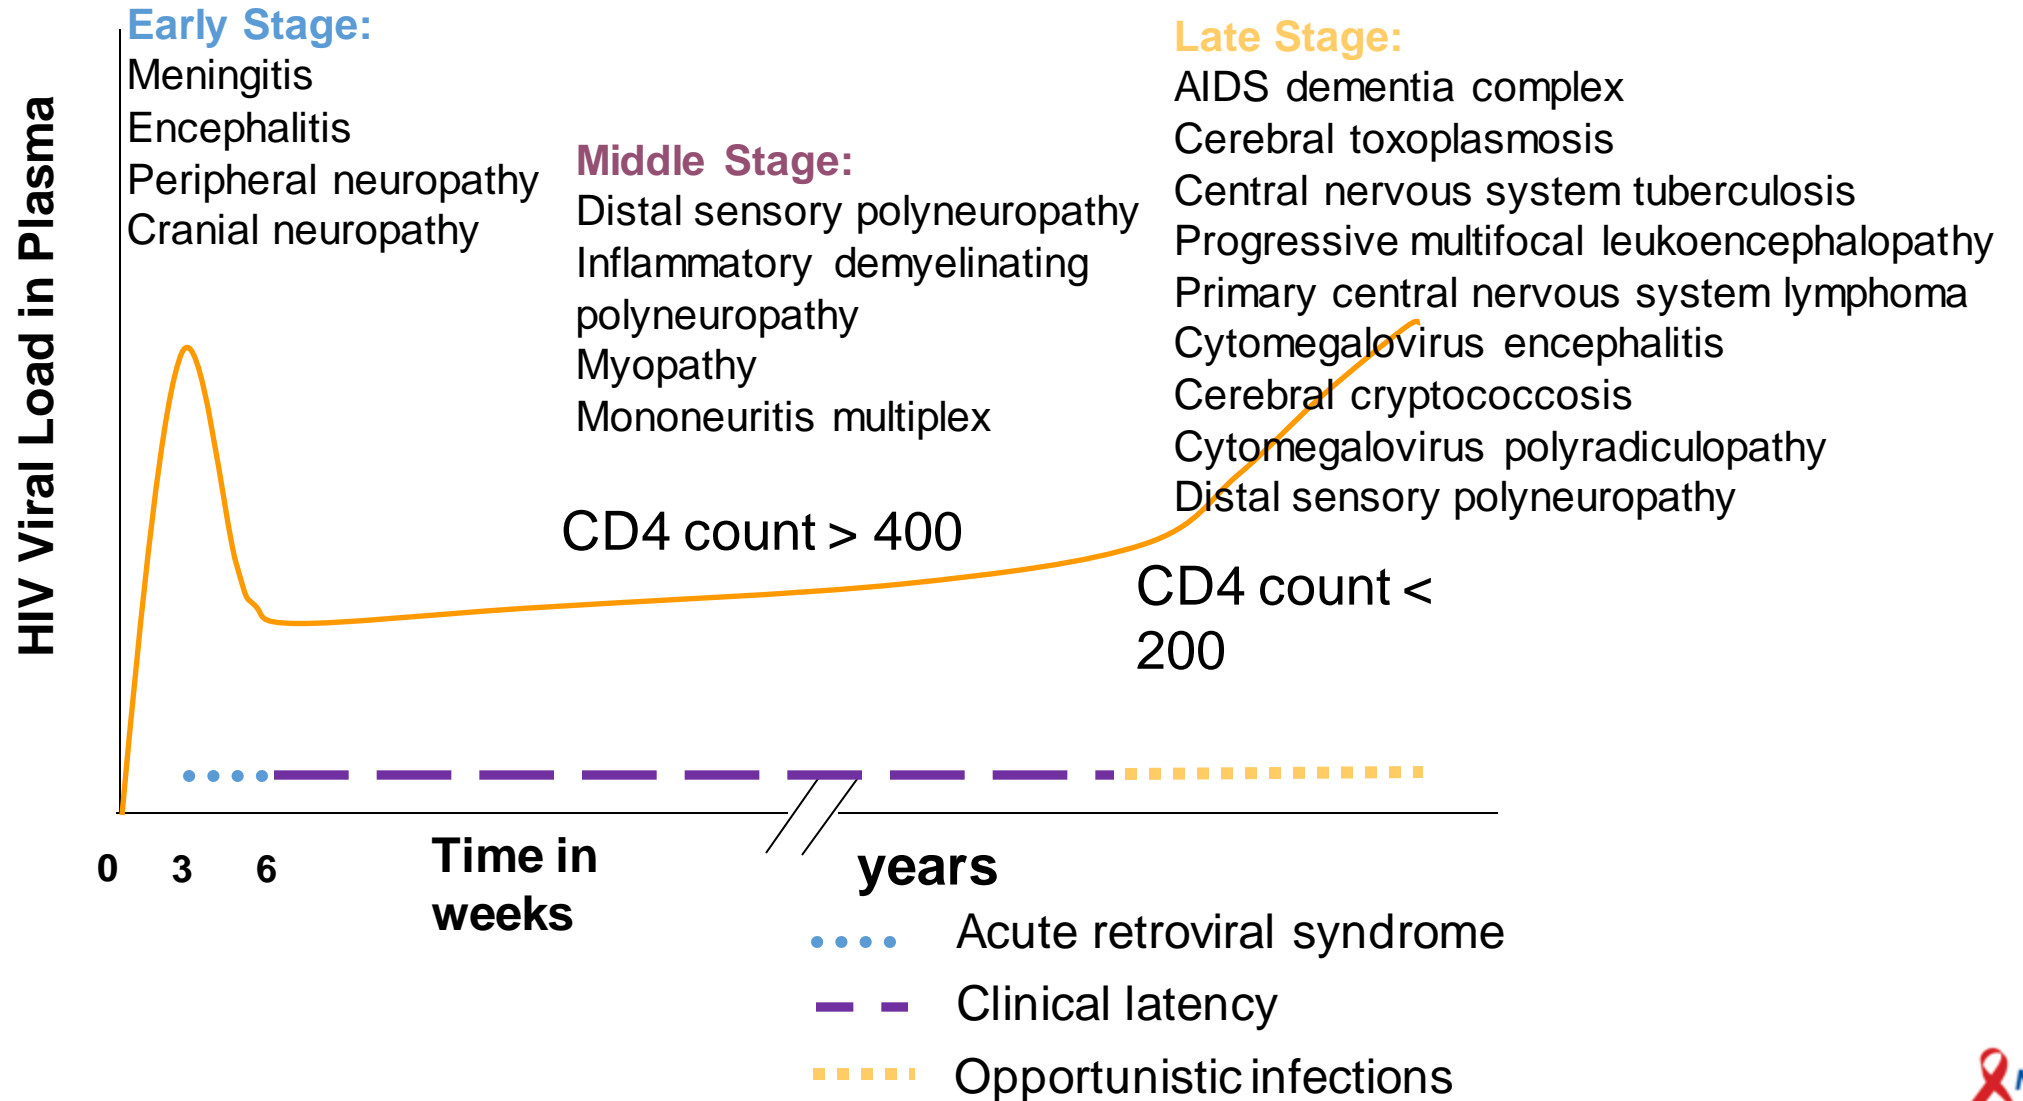 HIV Viral Load in Plasma
Early Stage:
Meningitis
Encephalitis
Peripheral neuropathy
Cranial neuropathy
Middle Stage:
Distal sensory polyneuropathy
Inflammatory demyelinating
polyneuropathy
Myopathy
Mononeuritis multiplex
CD4 count > 400
Late Stage:
AIDS dementia complex
Cerebral toxoplasmosis
Central nervous system tuberculosis
Progressive multifocal leukoencephalopathy
Primary central nervous system lymphoma
Cytomegalovirus encephalitis
Cerebral cryptococcosis
Cytomegalovirus polyradiculopathy
Distal sensory polyneuropathy
CD4 count <
200
0 3 6
Time in
weeks
years
Acute retroviral syndrome
Clinical latency
Opportunistic infections